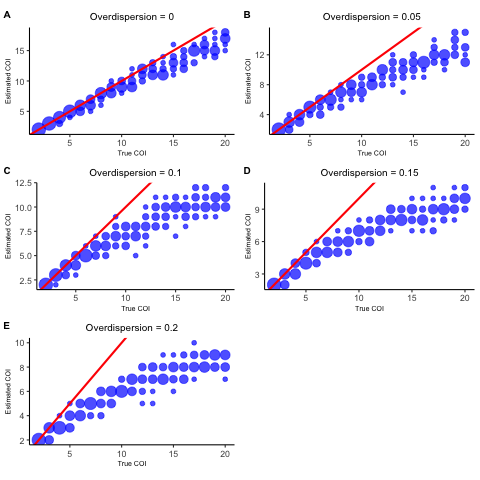 A
Overdispersion = 0
Estimated COI
15
10
5
5
10
15
20
True COI
B
Overdispersion = 0.05
Estimated COI
12
8
4
5
10
15
20
True COI
C
Overdispersion = 0.1
Estimated COI
12.5
10.0
7.5
5.0
2.5
5
10
15
20
True COI
D
Overdispersion = 0.15
Estimated COI
9
6
3
5
10
15
20
True COI
E
Overdispersion = 0.2
Estimated COI
10
8
6
4
2
5
10
15
20
True COI